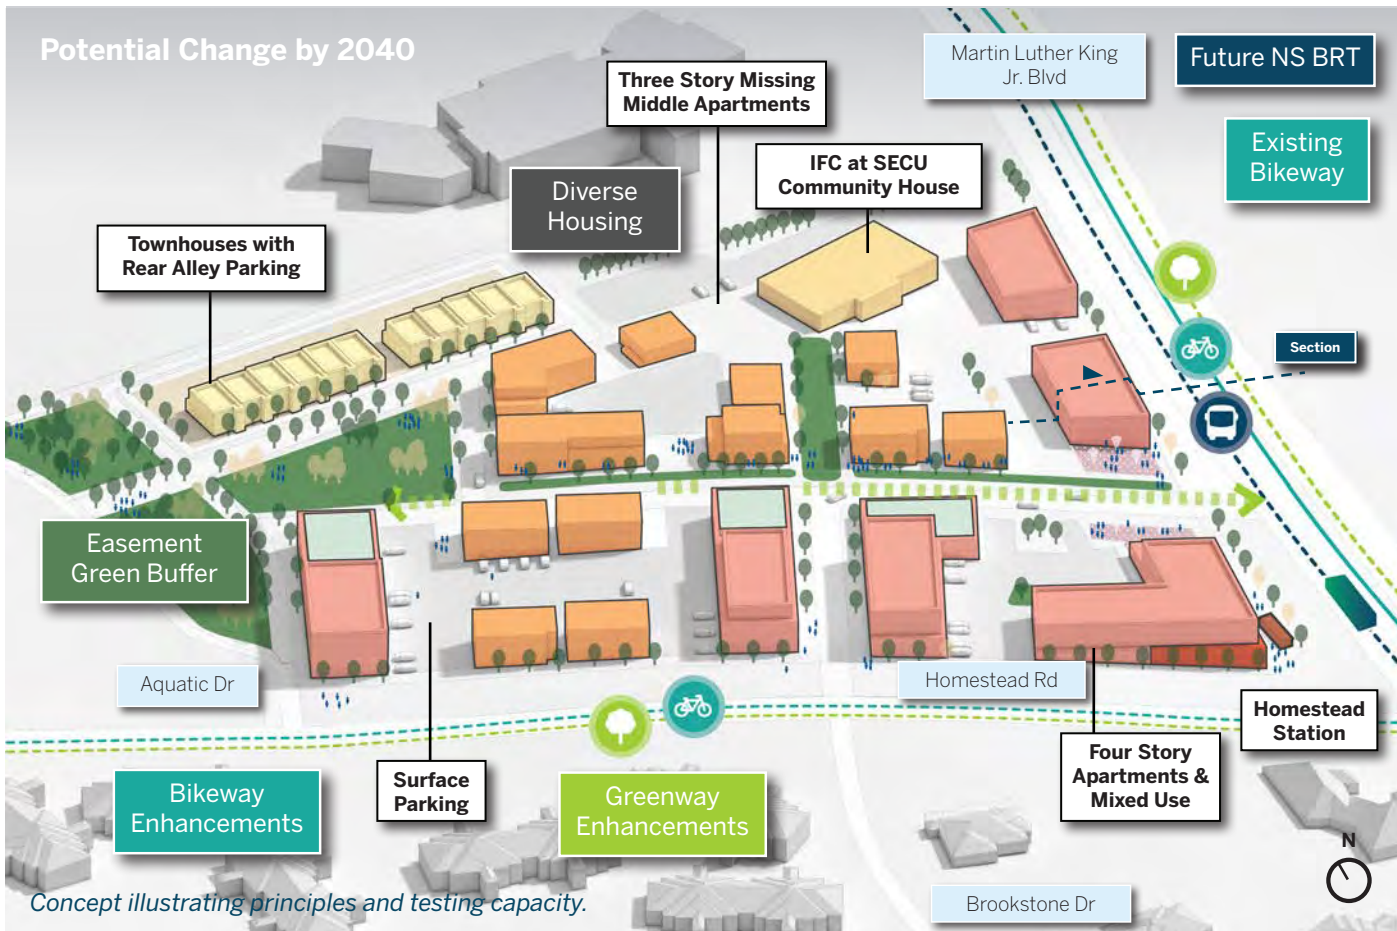 Potential Change by 2040
Martin Luther King
Jr. Blvd
Future NS BRT
Three Story Missing
Middle Apartments
Existing
Bikeway
IFC at SECU
Community House
Diverse
Housing
Townhouses with
Rear Alley Parking
Section
Easement
Green Buffer
Aquatic Dr
Homestead Rd
Homestead
Station
Four Story
Apartments &
Mixed Use
Surface
Parking
Bikeway
Enhancements
Greenway
Enhancements
N
Concept illustrating principles and testing capacity.
Brookstone Dr